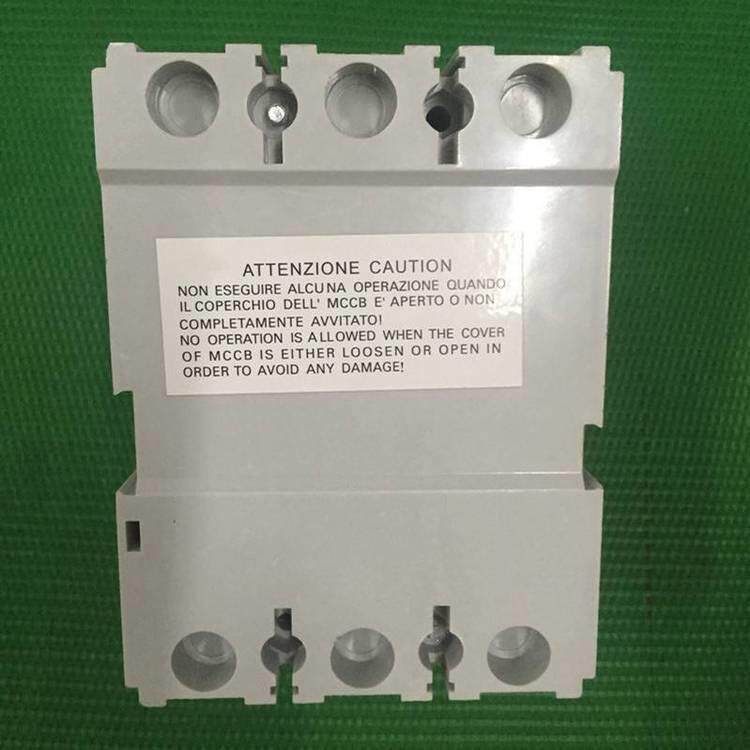 ATTENZIONE CAUTION
NON ESEGUIRE ALCUNA OPERAZIONE QUANDO
IL COPERCHIO DELL' MCCB E' APERTO O NON
COMPLETAMENTE AVVITATO!
NO OPERATION IS ALLOWED WHEN THE COVER
OF MCCB IS EITHER LOOSEN OR OPEN IN
ORDER TO AVOID ANY DAMAGE!